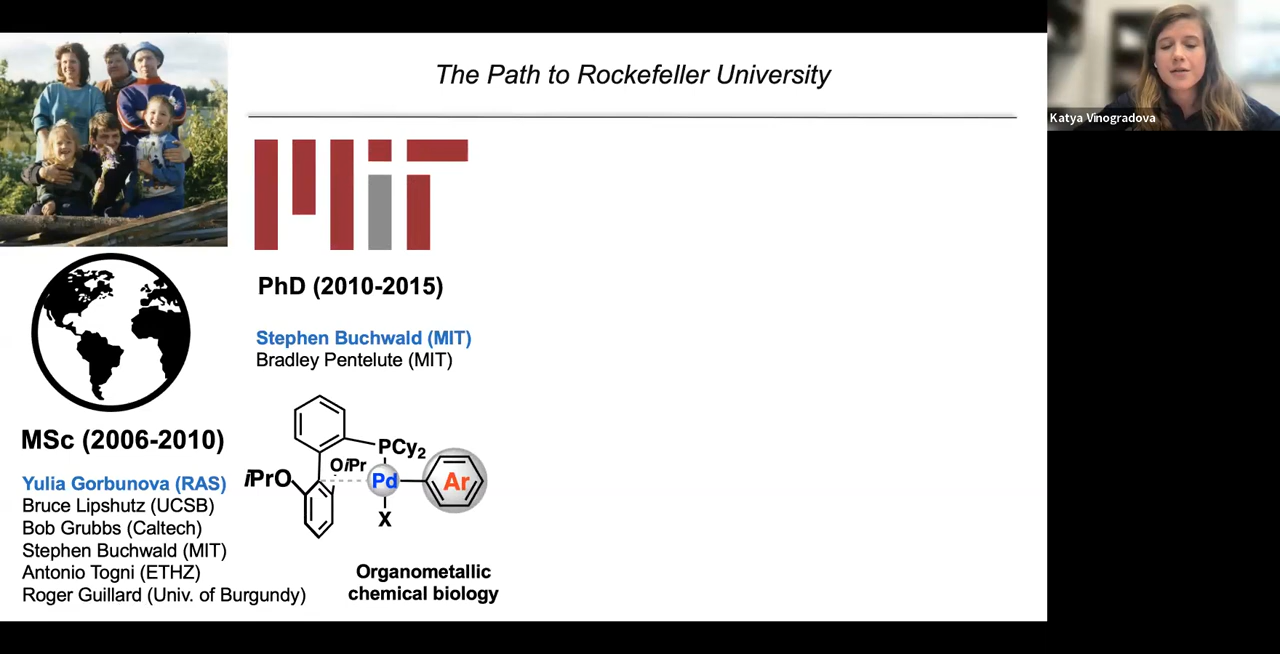 The Path to Rockefeller University
Katya Vinogradova
MIT
PhD (2010-2015)
Stephen Buchwald (MIT)
Bradley Pentelute (MIT)
MSc (2006-2010)
Yulia Gorbunova (RAS)
Bruce Lipshutz (UCSB)
Bob Grubbs (Caltech)
Stephen Buchwald (MIT)
Antonio Togni (ETHZ)
Roger Guillard (Univ. of Burgundy)
PCy2
OiPr
iPrO
Pd
Ar
X
Organometallic
chemical biology